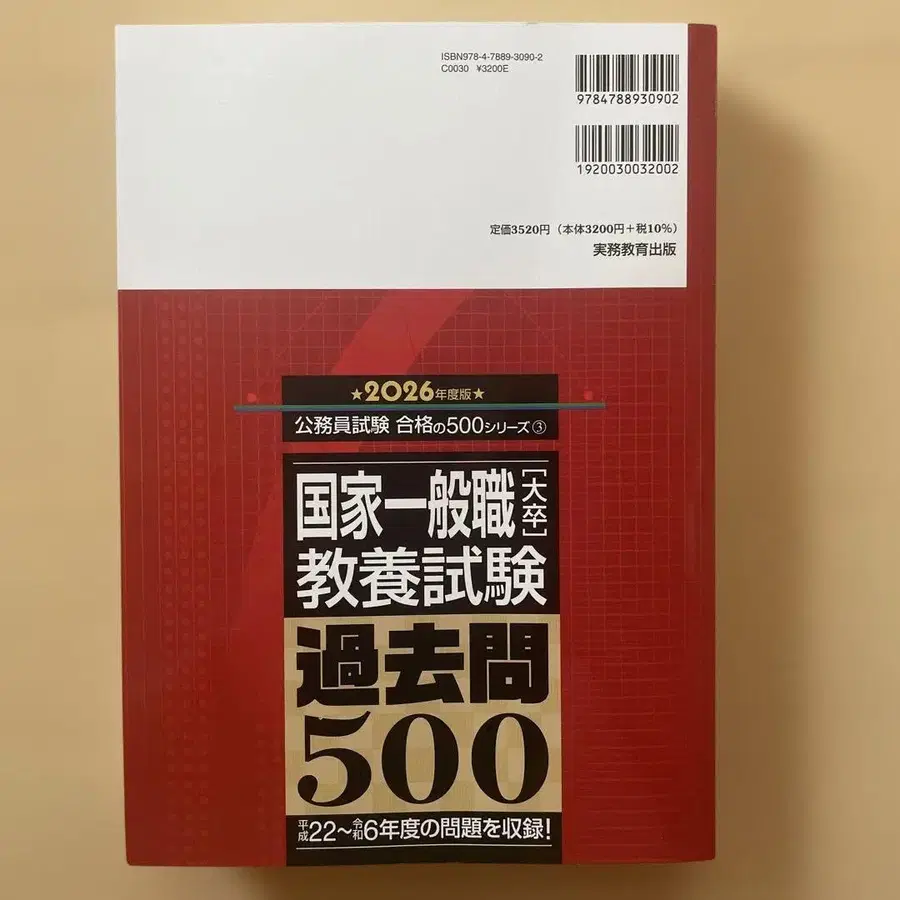 ISBN978-4-7889-3090-2
C0030 ¥3200E
9784788930902
1920030032002
定価3520円（本体3200円＋税10%）
実務教育出版
★2026年度版★
公務員試験 合格の500シリーズ③
国家一般職［大卒］
教養試験
過去問
500
平成22～令和6年度の問題を収録！